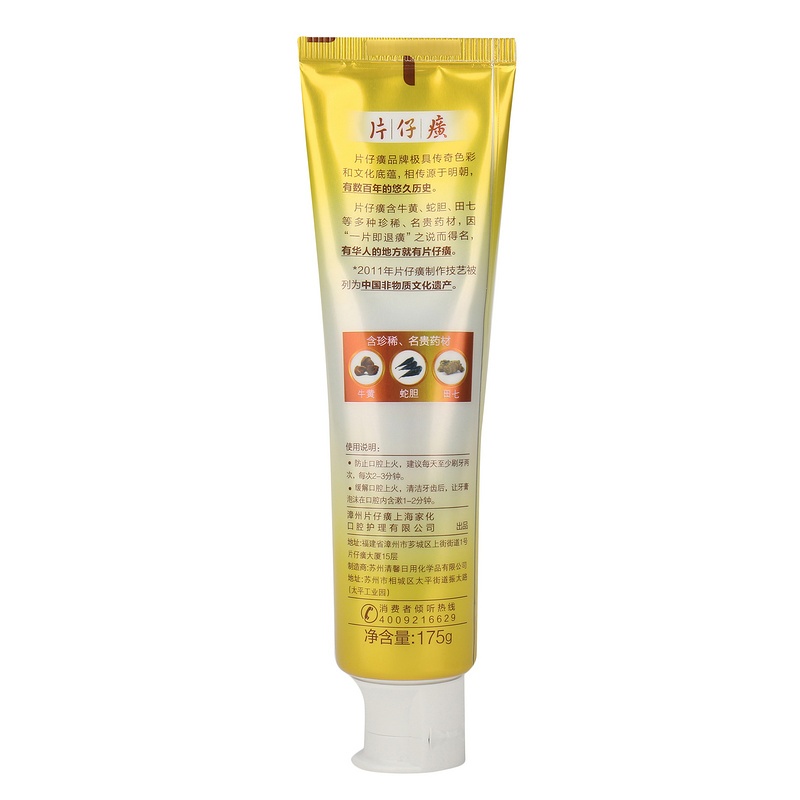 片仔癀
片仔癀品牌极具传奇色彩
和文化底蕴，相传源于明朝，
有数百年的悠久历史。
片仔癀含牛黄、蛇胆、田七
等多种珍稀、名贵药材，因
“一片即退癀”之说而得名，
有华人的地方就有片仔癀。
*2011年片仔癀制作技艺被
列为中国非物质文化遗产。
含珍稀、名贵药材
牛黄 蛇胆 田七
使用说明：
• 防止口腔上火，建议每天至少刷牙两
次，每次2-3分钟。
• 缓解口腔上火，清洁牙齿后，让牙膏
泡沫在口腔内含漱1-2分钟。
漳州片仔癀上海家化
口腔护理有限公司 出品
地址:福建省漳州市芗城区上街街道1号
片仔癀大厦15层
制造商:苏州清馨日用化学品有限公司
地址:苏州市相城区太平街道振太路
(太平工业园)
消费者倾听热线
4009216629
净含量:175g